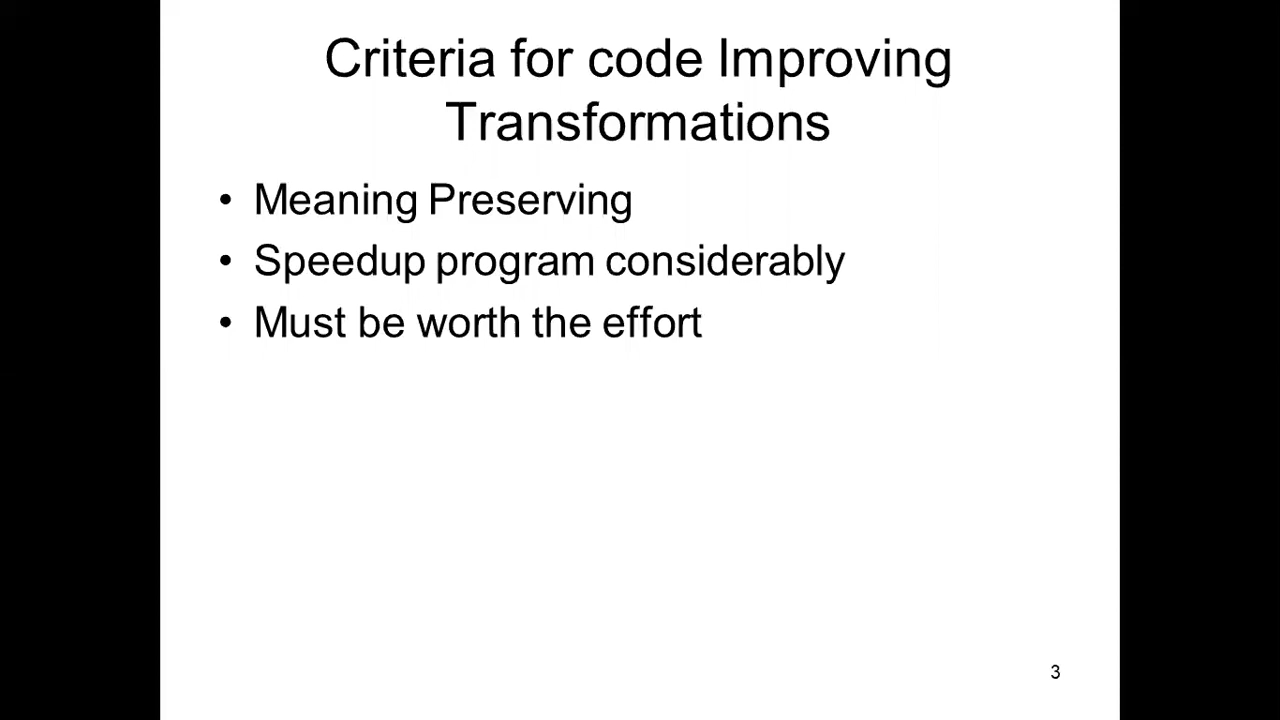 Criteria for code Improving
Transformations
• Meaning Preserving
• Speedup program considerably
• Must be worth the effort
3